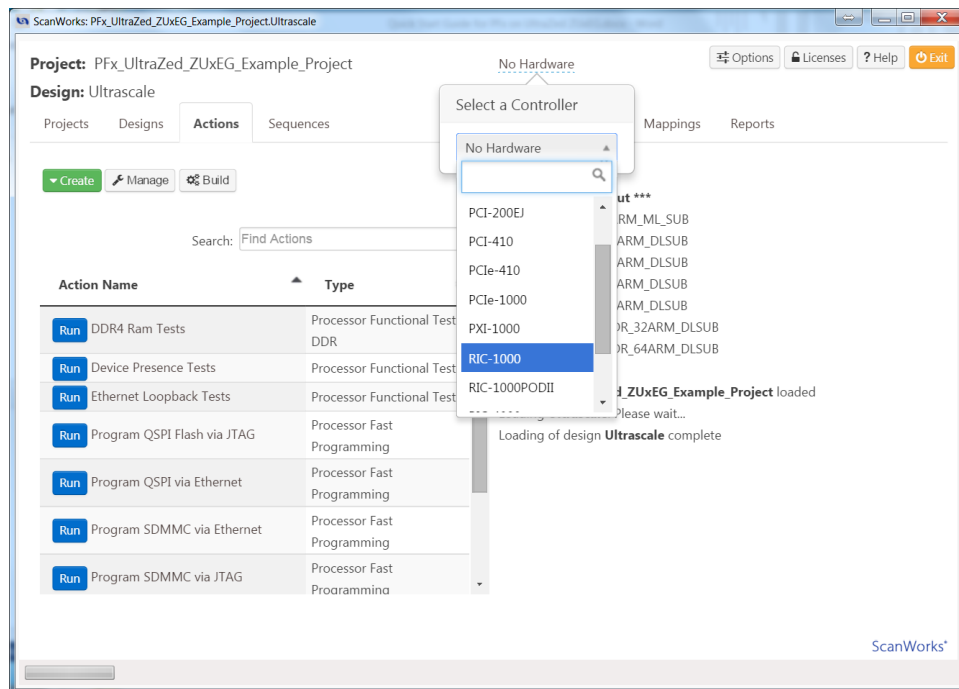 ScanWorks: PFx_UltraZed_ZUxEG_Example_Project.Ultrascale
Project: PFx_UltraZed_ZUxEG_Example_Project
No Hardware
Options
Licenses
? Help
Exit
Design: Ultrascale
Select a Controller
Projects
Designs
Actions
Sequences
Mappings
Reports
No Hardware
Create
Manage
Build
Search: Find Actions
PCI-200EJ
PCI-410
PCIe-410
PCIe-1000
PXI-1000
RIC-1000
RIC-1000PODII
Action Name
Type
Run DDR4 Ram Tests
Processor Functional Test
DDR
Run Device Presence Tests
Processor Functional Test
Run Ethernet Loopback Tests
Processor Functional Test
Run Program QSPI Flash via JTAG
Processor Fast
Programming
Run Program QSPI via Ethernet
Processor Fast
Programming
Run Program SDMMC via Ethernet
Processor Fast
Programming
Run Program SDMMC via JTAG
Processor Fast
Programming
ut ***
RM_ML_SUB
ARM_DLSUB
ARM_DLSUB
ARM_DLSUB
ARM_DLSUB
R_32ARM_DLSUB
R_64ARM_DLSUB
d_ZUxEG_Example_Project loaded
Please wait...
Loading of design Ultrascale complete
ScanWorks